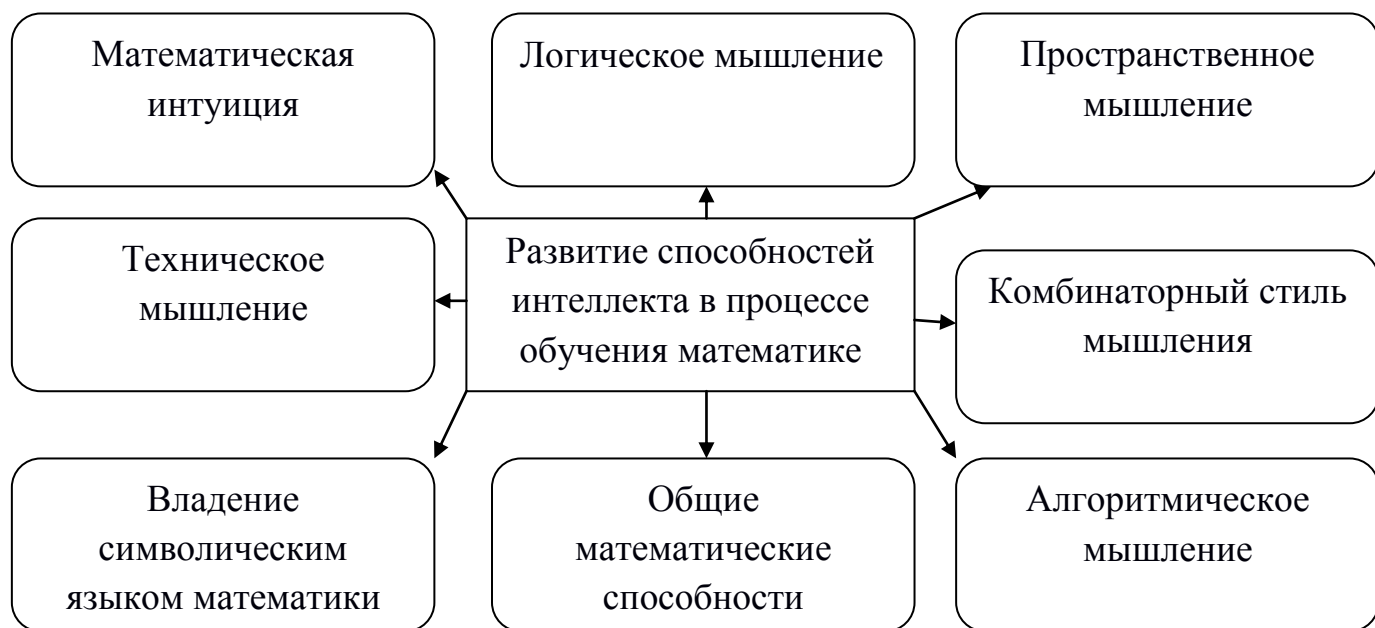 Математическая
интуиция
Логическое мышление
Пространственное
мышление
Техническое
мышление
Развитие способностей
интеллекта в процессе
обучения математике
Комбинаторный стиль
мышления
Владение
символическим
языком математики
Общие
математические
способности
Алгоритмическое
мышление